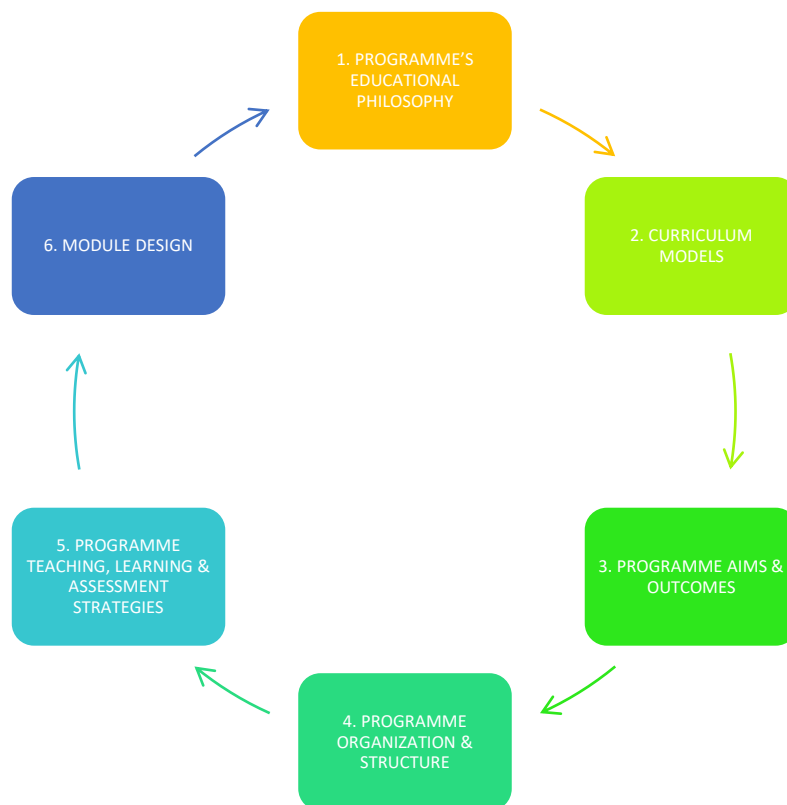 1. PROGRAMME'S
EDUCATIONAL
PHILOSOPHY
2. CURRICULUM
MODELS
3. PROGRAMME AIMS &
OUTCOMES
4. PROGRAMME
ORGANIZATION &
STRUCTURE
5. PROGRAMME
TEACHING, LEARNING &
ASSESSMENT
STRATEGIES
6. MODULE DESIGN